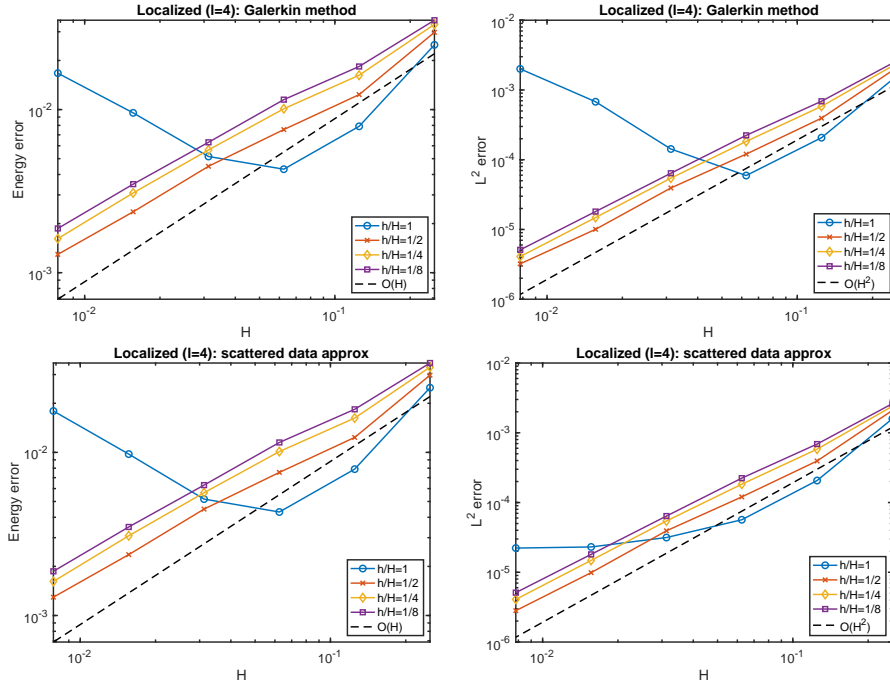 Localized (l=4): Galerkin method
Energy error
10^-2
10^-3
10^-2
10^-1
H
h/H=1
h/H=1/2
h/H=1/4
h/H=1/8
O(H)
Localized (l=4): Galerkin method
L^2 error
10^-2
10^-3
10^-4
10^-5
10^-6
10^-2
10^-1
H
h/H=1
h/H=1/2
h/H=1/4
h/H=1/8
O(H^2)
Localized (l=4): scattered data approx
Energy error
10^-2
10^-3
10^-2
10^-1
H
h/H=1
h/H=1/2
h/H=1/4
h/H=1/8
O(H)
Localized (l=4): scattered data approx
L^2 error
10^-2
10^-3
10^-4
10^-5
10^-6
10^-2
10^-1
H
h/H=1
h/H=1/2
h/H=1/4
h/H=1/8
O(H^2)